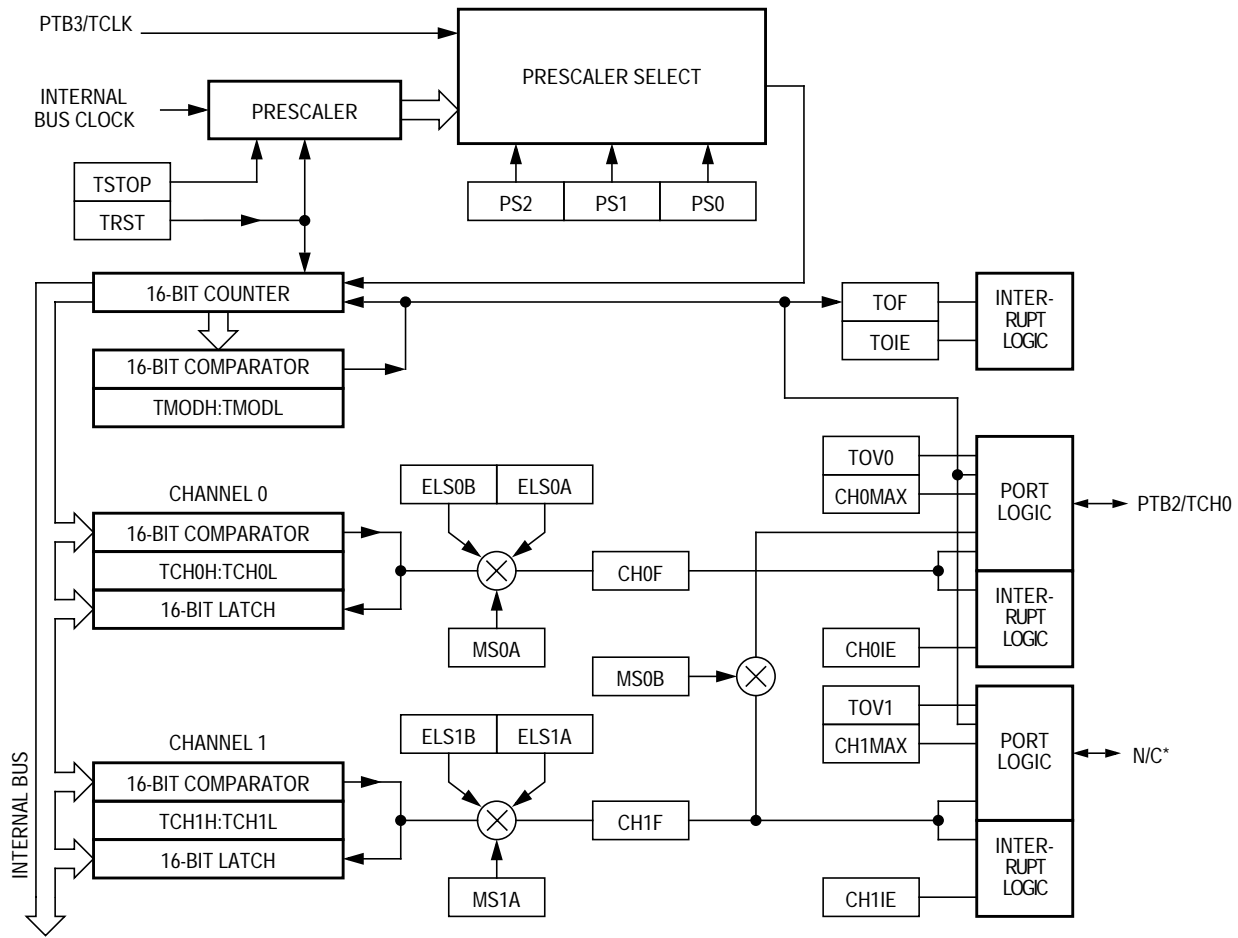 PTB3/TCLK
PRESCALER SELECT
INTERNAL
BUS CLOCK
PRESCALER
TSTOP
TRST
PS2
PS1
PS0
16-BIT COUNTER
TOF
TOIE
INTER-
RUPT
LOGIC
16-BIT COMPARATOR
TMODH:TMODL
TOV0
CH0MAX
PORT
LOGIC
PTB2/TCH0
CHANNEL 0
ELS0B
ELS0A
16-BIT COMPARATOR
TCH0H:TCH0L
16-BIT LATCH
CH0F
MS0A
INTER-
RUPT
LOGIC
CH0IE
MS0B
TOV1
CH1MAX
PORT
LOGIC
N/C*
CHANNEL 1
ELS1B
ELS1A
16-BIT COMPARATOR
TCH1H:TCH1L
16-BIT LATCH
CH1F
MS1A
INTER-
RUPT
LOGIC
CH1IE
INTERNAL BUS